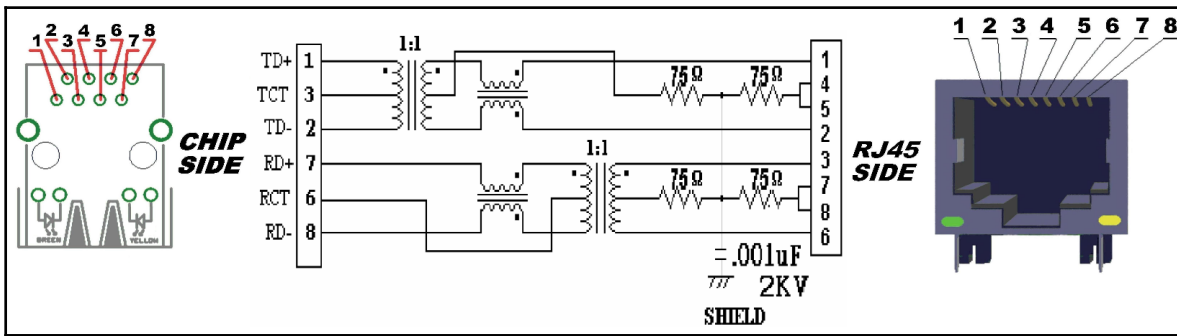 2 4 6 8
1 3 5 7
CHIP
SIDE
GREEN
YELLOW
1:1
TD+ 1
TCT 3
TD- 2
RD+ 7
RCT 6
RD- 8
1:1
75Ω 75Ω
75Ω 75Ω
1
4
5
2
3
7
8
6
.001uF
2KV
SHIELD
RJ45
SIDE
1 2 3 4 5 6 7 8